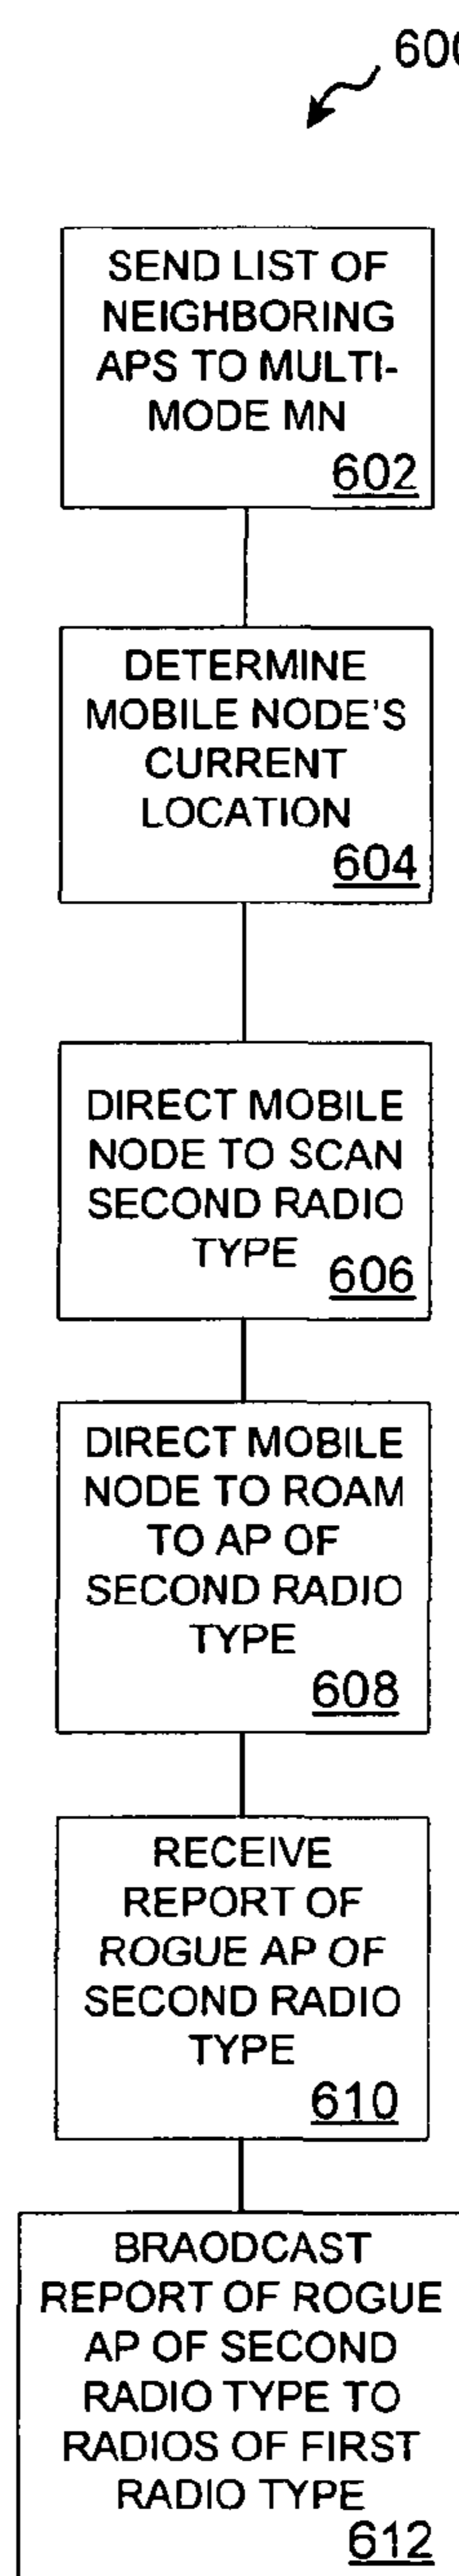 600
SEND LIST OF
NEIGHBORING
APS TO MULTI-
MODE MN
602
DETERMINE
MOBILE NODE'S
CURRENT
LOCATION
604
DIRECT MOBILE
NODE TO SCAN
SECOND RADIO
TYPE
606
DIRECT MOBILE
NODE TO ROAM
TO AP OF
SECOND RADIO
TYPE
608
RECEIVE
REPORT OF
ROGUE AP OF
SECOND RADIO
TYPE
610
BRAODCAST
REPORT OF ROGUE
AP OF SECOND
RADIO TYPE TO
RADIOS OF FIRST
RADIO TYPE
612